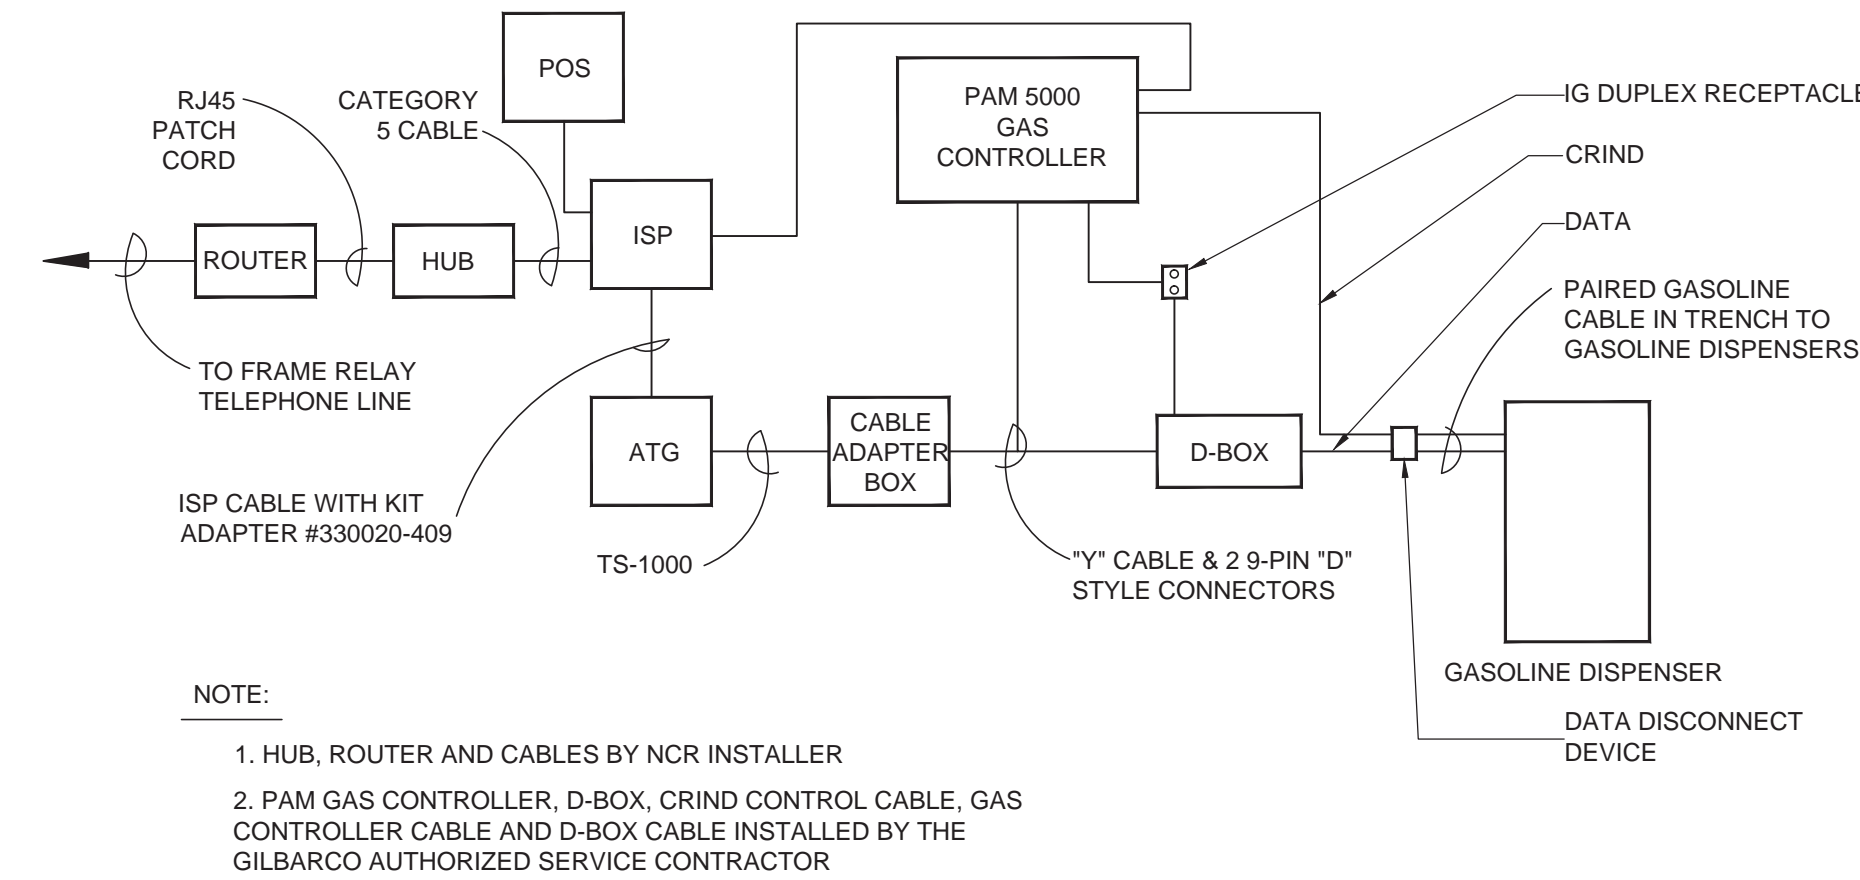 POS
RJ45
PATCH
CORD
CATEGORY
5 CABLE
PAM 5000
GAS
CONTROLLER
IG DUPLEX RECEPTACLE
CRIND
DATA
ROUTER
HUB
ISP
PAIRED GASOLINE
CABLE IN TRENCH TO
GASOLINE DISPENSERS
TO FRAME RELAY
TELEPHONE LINE
ATG
CABLE
ADAPTER
BOX
D-BOX
ISP CABLE WITH KIT
ADAPTER #330020-409
TS-1000
"Y" CABLE & 2 9-PIN "D"
STYLE CONNECTORS
GASOLINE DISPENSER
DATA DISCONNECT
DEVICE
NOTE:
1. HUB, ROUTER AND CABLES BY NCR INSTALLER
2. PAM GAS CONTROLLER, D-BOX, CRIND CONTROL CABLE, GAS
CONTROLLER CABLE AND D-BOX CABLE INSTALLED BY THE
GILBARCO AUTHORIZED SERVICE CONTRACTOR